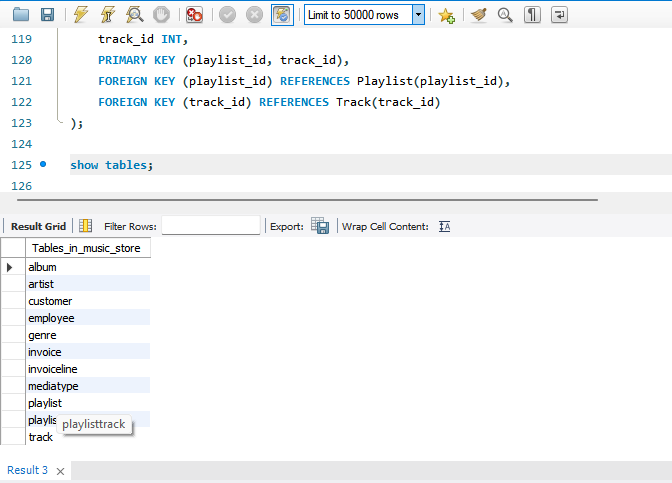 Limit to 50000 rows
119 track_id INT,
120 PRIMARY KEY (playlist_id, track_id),
121 FOREIGN KEY (playlist_id) REFERENCES Playlist(playlist_id),
122 FOREIGN KEY (track_id) REFERENCES Track(track_id)
123 );
124
125 show tables;
126
Result Grid Filter Rows: Export: Wrap Cell Content: IA
Tables_in_music_store
album
artist
customer
employee
genre
invoice
invoiceline
mediatype
playlist
playlis playlisttrack
track
Result 3 ×